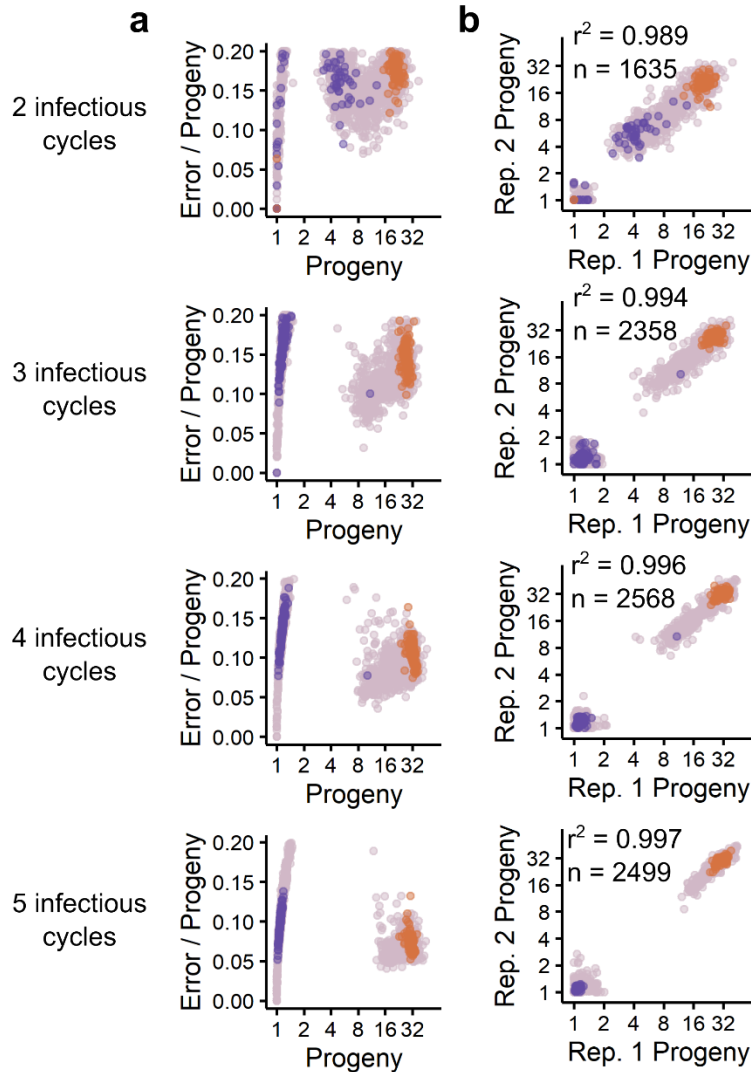 a
b
2 infectious
cycles
Error / Progeny
0.20
0.15
0.10
0.05
0.00
1 2 4 8 16 32
Progeny
r² = 0.989
n = 1635
Rep. 2 Progeny
32
16
8
4
2
1
1 2 4 8 16 32
Rep. 1 Progeny
3 infectious
cycles
Error / Progeny
0.20
0.15
0.10
0.05
0.00
1 2 4 8 16 32
Progeny
r² = 0.994
n = 2358
Rep. 2 Progeny
32
16
8
4
2
1
1 2 4 8 16 32
Rep. 1 Progeny
4 infectious
cycles
Error / Progeny
0.20
0.15
0.10
0.05
0.00
1 2 4 8 16 32
Progeny
r² = 0.996
n = 2568
Rep. 2 Progeny
32
16
8
4
2
1
1 2 4 8 16 32
Rep. 1 Progeny
5 infectious
cycles
Error / Progeny
0.20
0.15
0.10
0.05
0.00
1 2 4 8 16 32
Progeny
r² = 0.997
n = 2499
Rep. 2 Progeny
32
16
8
4
2
1
1 2 4 8 16 32
Rep. 1 Progeny